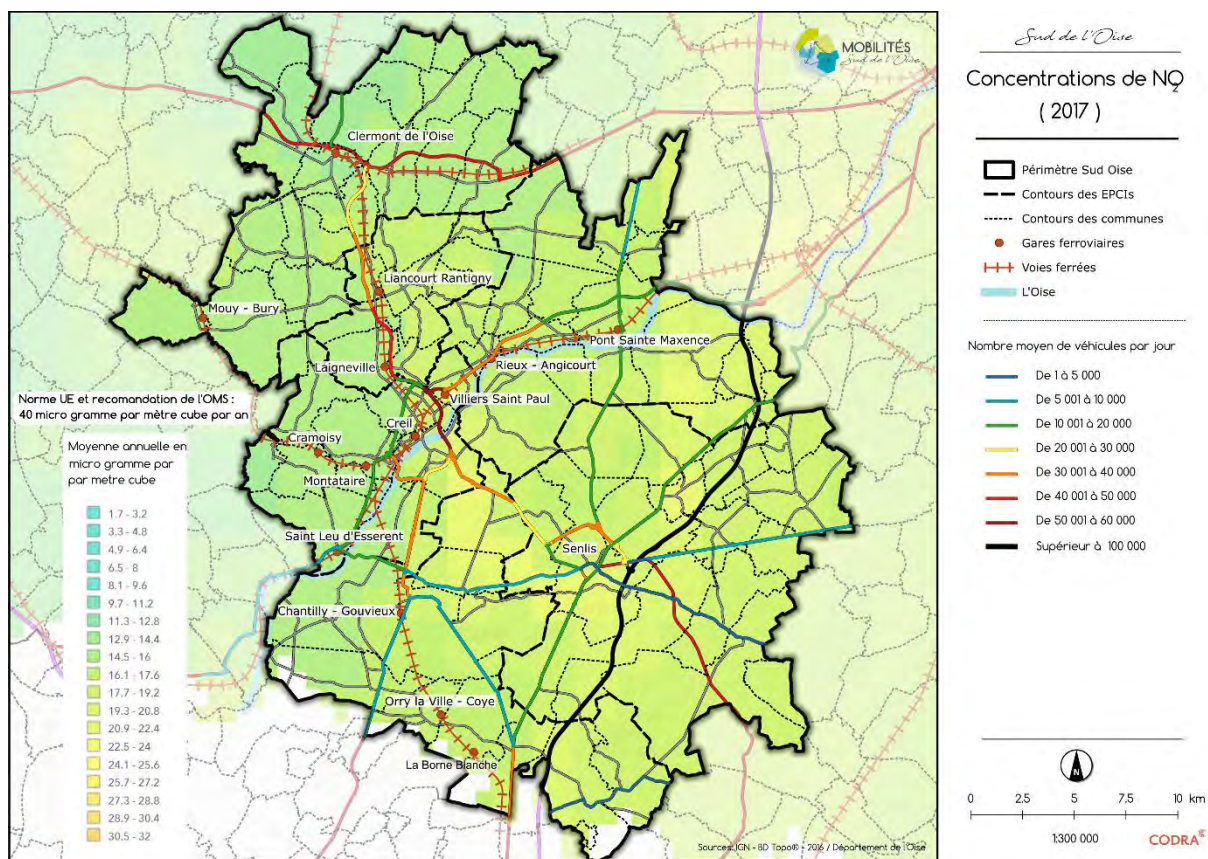 MOBILITÉS
Sud de l'Oise
Clermont de l'Oise
Liancourt Rantigny
Mouy - Bury
Pont Sainte Maxence
Laigneville
Rieux - Angicourt
Norme UE et recomandation de l'OMS :
40 micro gramme par mètre cube par an
Villiers Saint Paul
Creil
Cramoisy
Montataire
Moyenne annuelle en
micro gramme par
par metre cube
1.7 - 3.2
3.3 - 4.8
4.9 - 6.4
6.5 - 8
8.1 - 9.6
9.7 - 11.2
11.3 - 12.8
12.9 - 14.4
14.5 - 16
16.1 - 17.6
17.7 - 19.2
19.3 - 20.8
20.9 - 22.4
22.5 - 24
24.1 - 25.6
25.7 - 27.2
27.3 - 28.8
28.9 - 30.4
30.5 - 32
Saint Leu d'Esserent
Senlis
Chantilly - Gouvieux
Orry la Ville - Coye
La Borne Blanche
Sources: IGN - BD Topo® - 2016 / Département de l'Oise
Sud de l'Oise
Concentrations de NO2
( 2017 )
Périmètre Sud Oise
Contours des EPCIs
Contours des communes
Gares ferroviaires
Voies ferrées
L'Oise
Nombre moyen de véhicules par jour
De 1 à 5 000
De 5 001 à 10 000
De 10 001 à 20 000
De 20 001 à 30 000
De 30 001 à 40 000
De 40 001 à 50 000
De 50 001 à 60 000
Supérieur à 100 000
N
0 2.5 5 7.5 10 km
1:300 000
CODRA